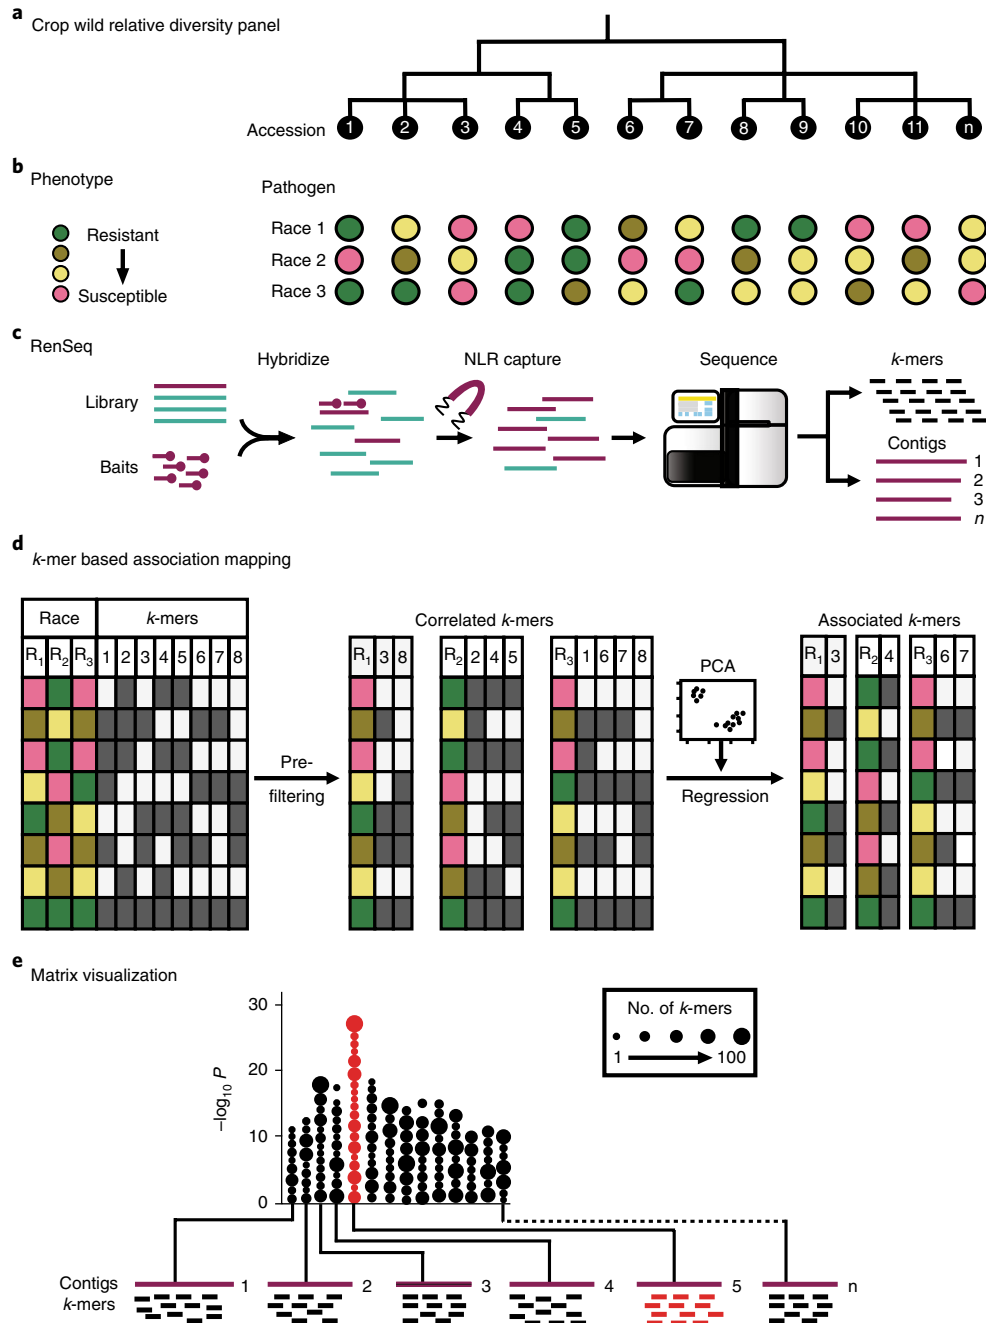 a
Crop wild relative diversity panel
Accession 1 2 3 4 5 6 7 8 9 10 11 n
b
Phenotype
Pathogen
Resistant
Susceptible
Race 1
Race 2
Race 3
c
RenSeq
Hybridize
NLR capture
Sequence
k-mers
Library
Baits
Contigs
1
2
3
n
d
k-mer based association mapping
Race k-mers
R1 R2 R3 1 2 3 4 5 6 7 8
Pre-
filtering
Correlated k-mers
R1 3 8
R2 2 4 5
R3 1 6 7 8
PCA
Regression
Associated k-mers
R1 3
R2 4
R3 6 7
e
Matrix visualization
–log10 P
30
20
10
0
No. of k-mers
1 100
Contigs
k-mers
1 2 3 4 5 n